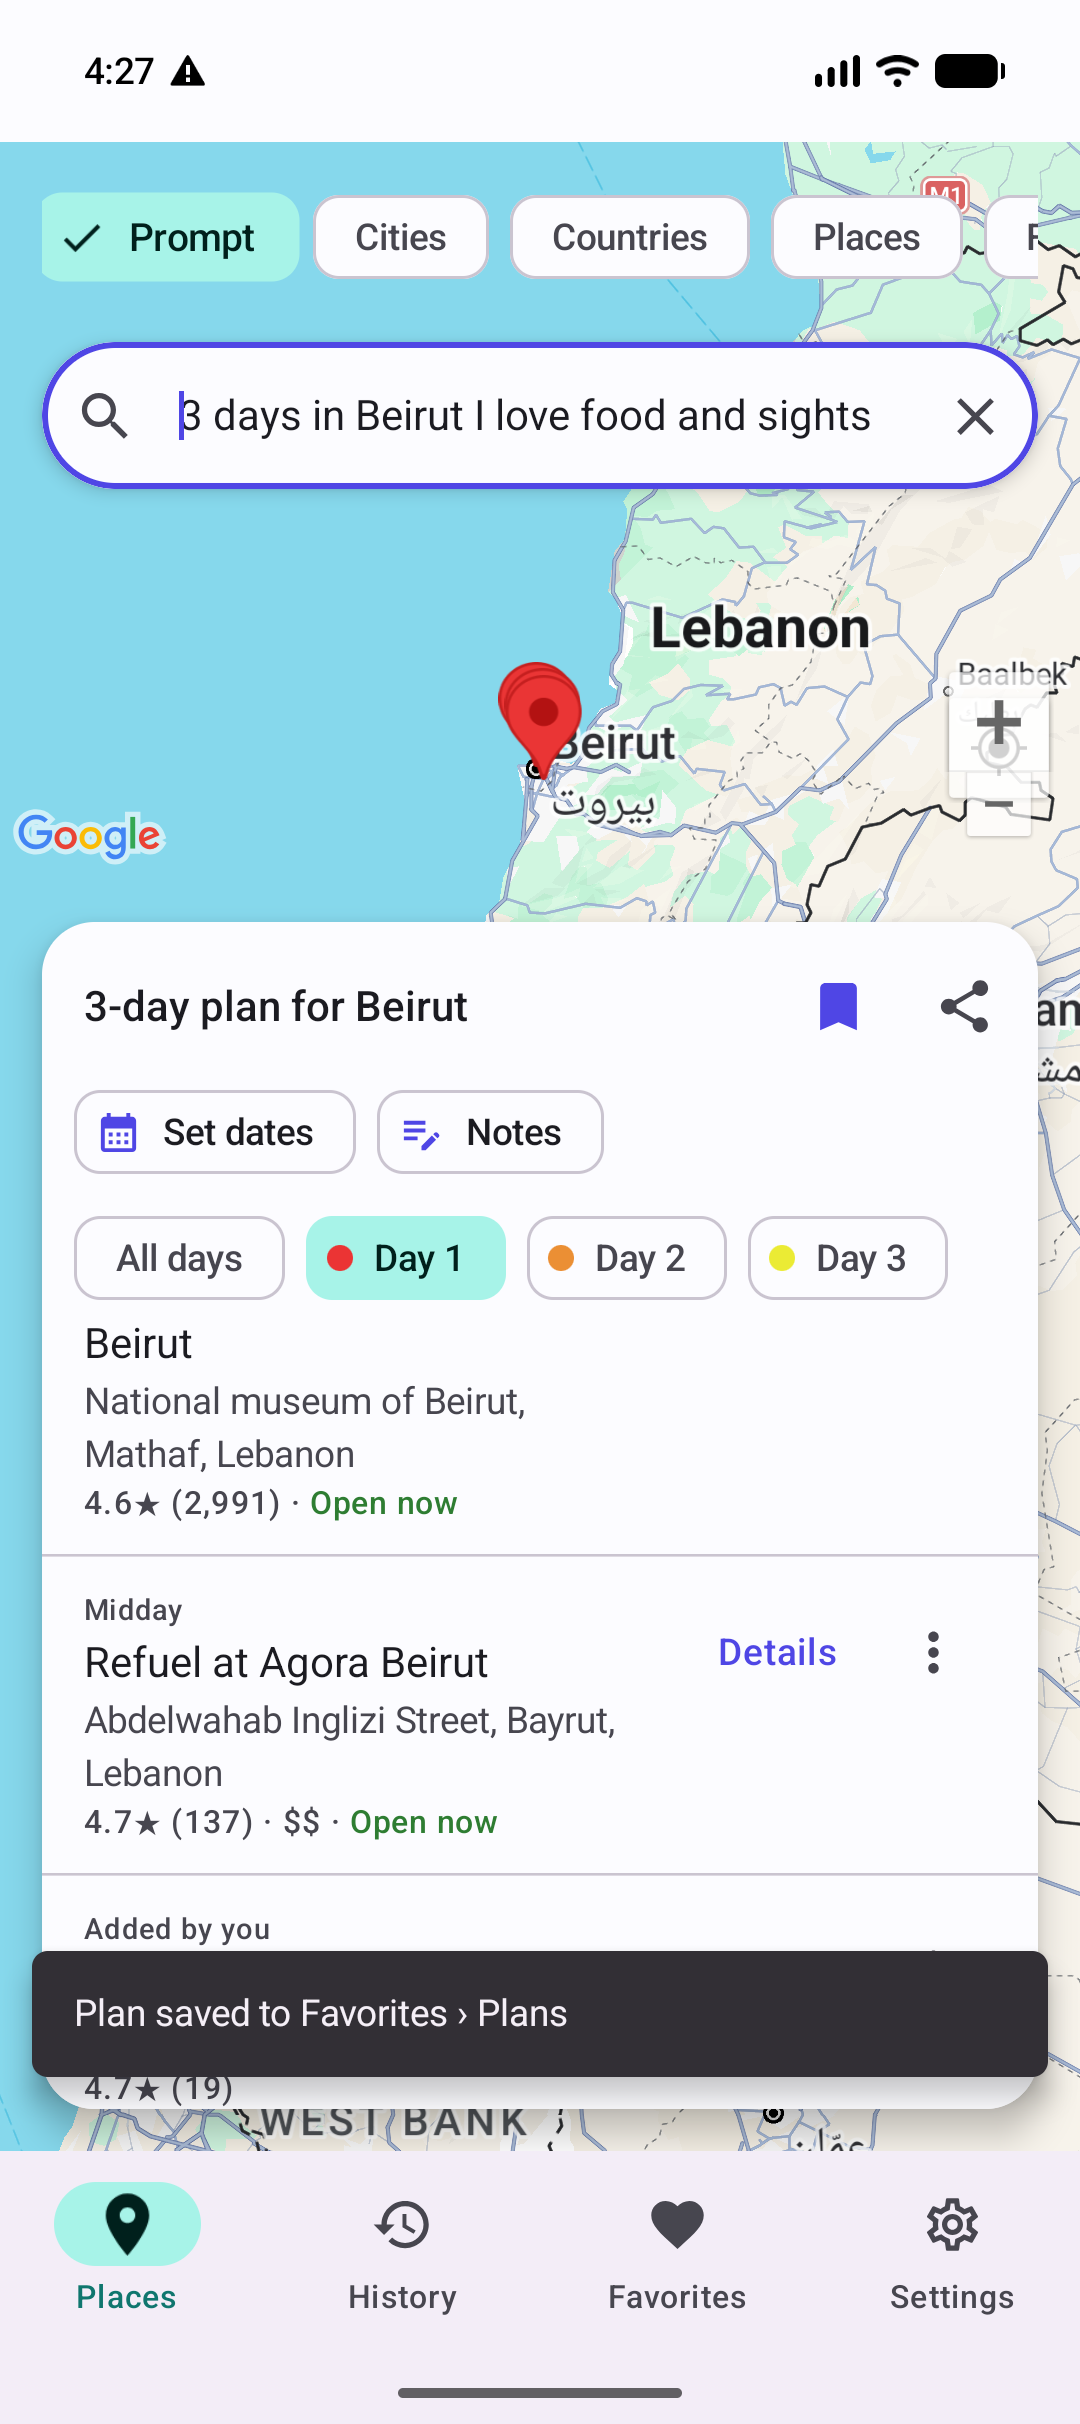 4:27
M1
Prompt
Cities
Countries
Places
3 days in Beirut I love food and sights
Lebanon
Baalbek
Beirut
بيروت
Google
3-day plan for Beirut
Set dates
Notes
All days
Day 1
Day 2
Day 3
Beirut
National museum of Beirut,
Mathaf, Lebanon
4.6★ (2,991) · Open now
Midday
Refuel at Agora Beirut
Details
Abdelwahab Inglizi Street, Bayrut,
Lebanon
4.7★ (137) · $$ · Open now
Added by you
Plan saved to Favorites › Plans
4.7★ (19)
WEST BANK
Places
History
Favorites
Settings